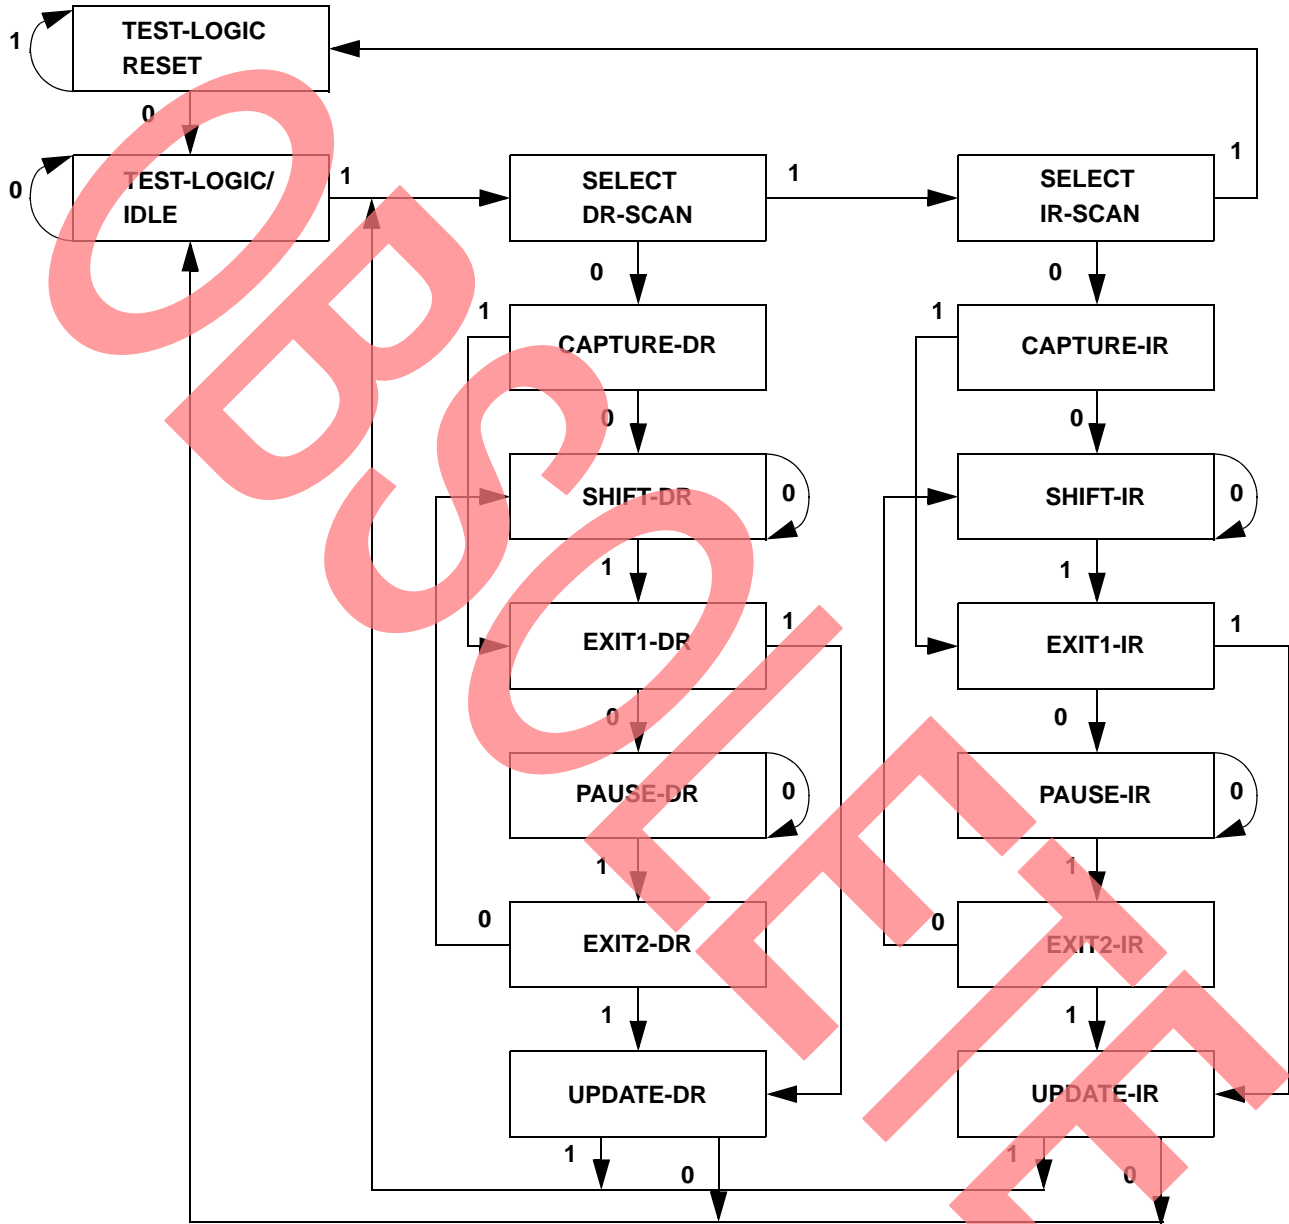 TEST-LOGIC
RESET
1
0
TEST-LOGIC/
IDLE
0
1
SELECT
DR-SCAN
1
SELECT
IR-SCAN
1
0
0
1
CAPTURE-DR
1
CAPTURE-IR
0
0
SHIFT-DR
0
SHIFT-IR
0
1
1
EXIT1-DR
1
EXIT1-IR
1
0
0
PAUSE-DR
0
PAUSE-IR
0
1
1
0
EXIT2-DR
0
EXIT2-IR
1
1
UPDATE-DR
UPDATE-IR
1
0
1
0
OBSOLETE